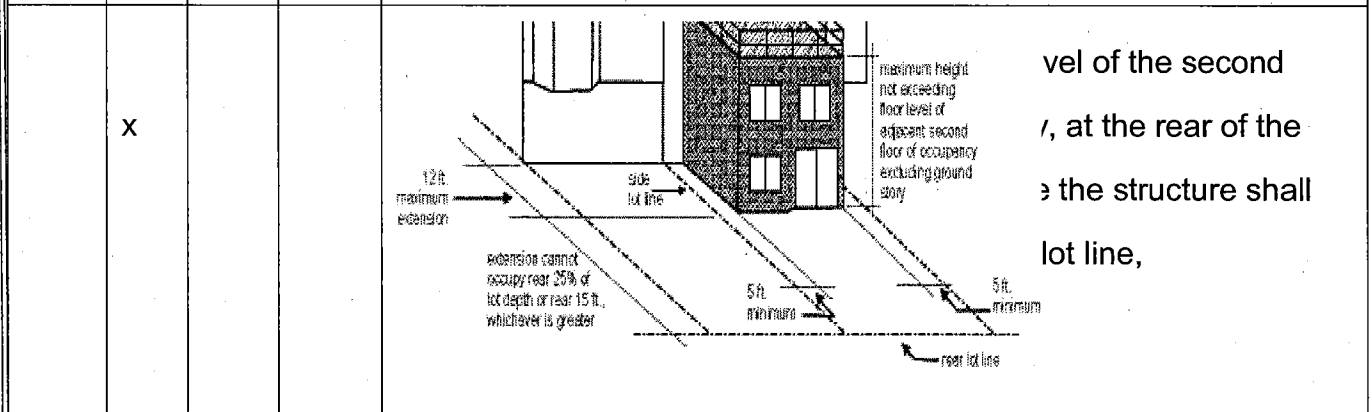 x
12 ft.
maximum
extension
extension cannot
occupy rear 25% of
lot depth or rear 15 ft.,
whichever is greater
side
lot line
5 ft.
minimum
maximum height
not exceeding
floor level of
adjacent second
floor of occupancy
excluding ground
story
5 ft.
minimum
rear lot line
vel of the second
, at the rear of the
the structure shall
lot line,